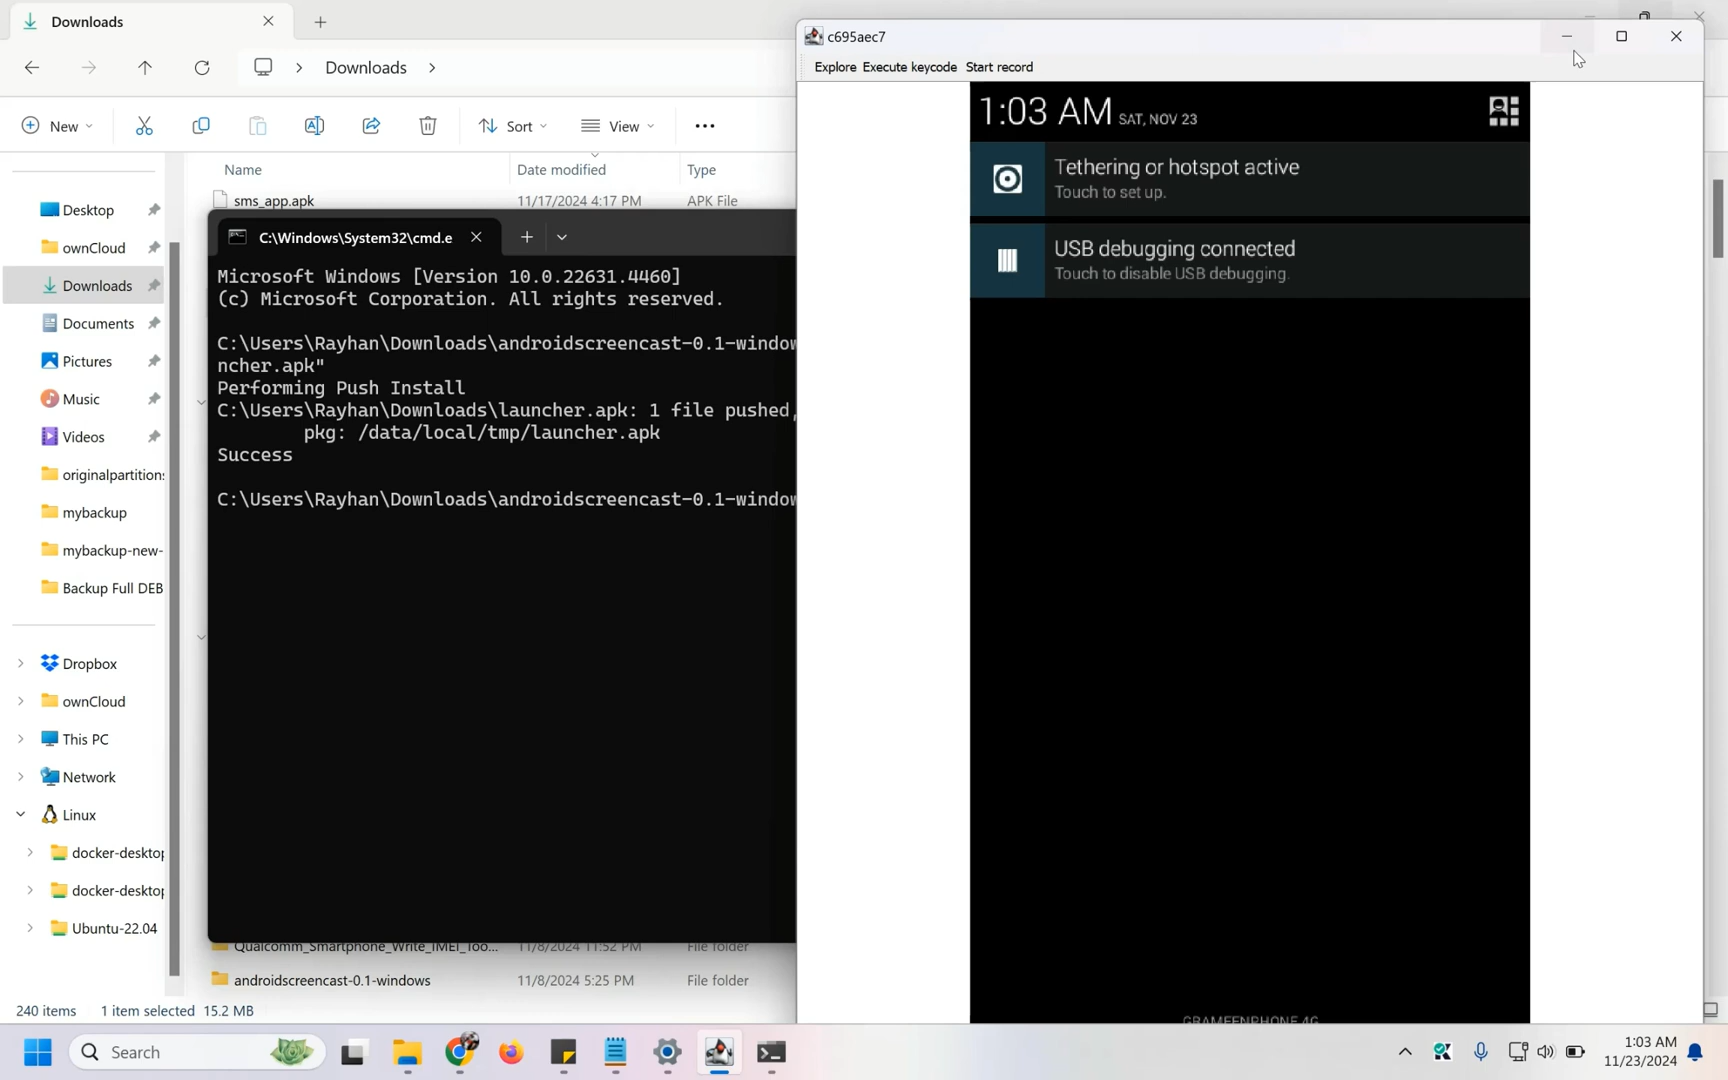 Downloads
Downloads
New
Sort
View
Name
Date modified
Type
sms_app.apk
11/17/2024 4:17 PM
APK File
Desktop
ownCloud
Downloads
Documents
Pictures
Music
Videos
originalpartition
mybackup
mybackup-new-
Backup Full DEB
Dropbox
ownCloud
This PC
Network
Linux
docker-desktop
docker-desktop
Ubuntu-22.04
C:\Windows\System32\cmd.e
Microsoft Windows [Version 10.0.22631.4460]
(c) Microsoft Corporation. All rights reserved.
C:\Users\Rayhan\Downloads\androidscreencast-0.1-window
ncher.apk"
Performing Push Install
C:\Users\Rayhan\Downloads\launcher.apk: 1 file pushed,
pkg: /data/local/tmp/launcher.apk
Success
C:\Users\Rayhan\Downloads\androidscreencast-0.1-window
Qualcomm_Smartphone_Write_IMEI_Too...
11/8/2024 11:52 PM
File folder
androidscreencast-0.1-windows
11/8/2024 5:25 PM
File folder
240 items
1 item selected 15.2 MB
c695aec7
Explore Execute keycode Start record
1:03 AM SAT, NOV 23
Tethering or hotspot active
Touch to set up.
USB debugging connected
Touch to disable USB debugging.
GRAMEENPHONE 4G
Search
1:03 AM
11/23/2024